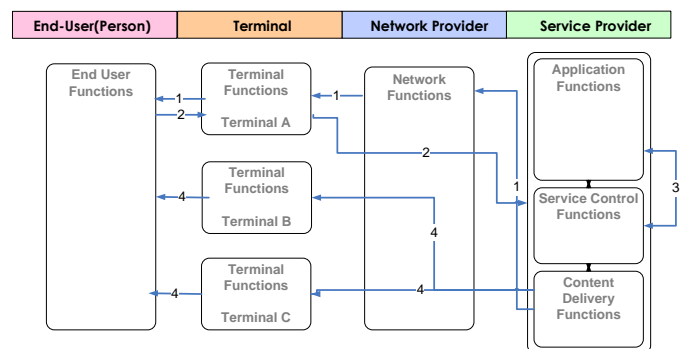 End-User(Person) Terminal Network Provider Service Provider
End User
Functions
Terminal
Functions
Terminal A
Network
Functions
Application
Functions
1
1
2
2
3
Terminal
Functions
Terminal B
4
1
4
Service Control
Functions
Terminal
Functions
Terminal C
4
4
Content
Delivery
Functions